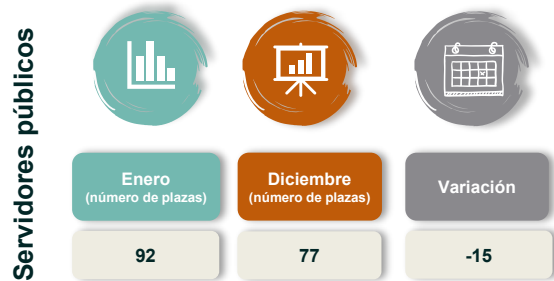 Servidores públicos
Enero
(número de plazas)
Diciembre
(número de plazas)
Variación
92
77
-15